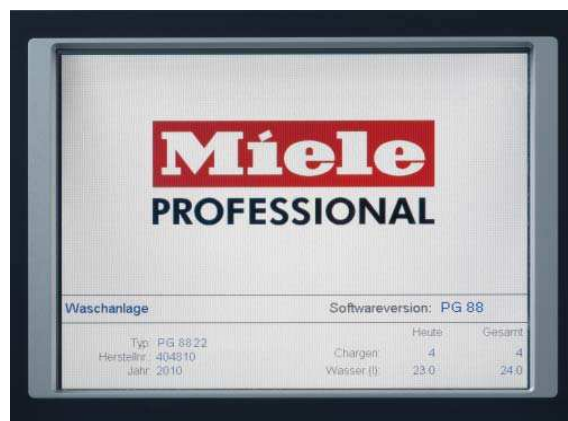 Miele
PROFESSIONAL
Waschanlage Softwareversion: PG 88
Heute Gesamt
Typ: PG 8822
Herstellnr.: 404810 Chargen: 4 4
Jahr: 2010 Wasser (l): 23.0 24.0